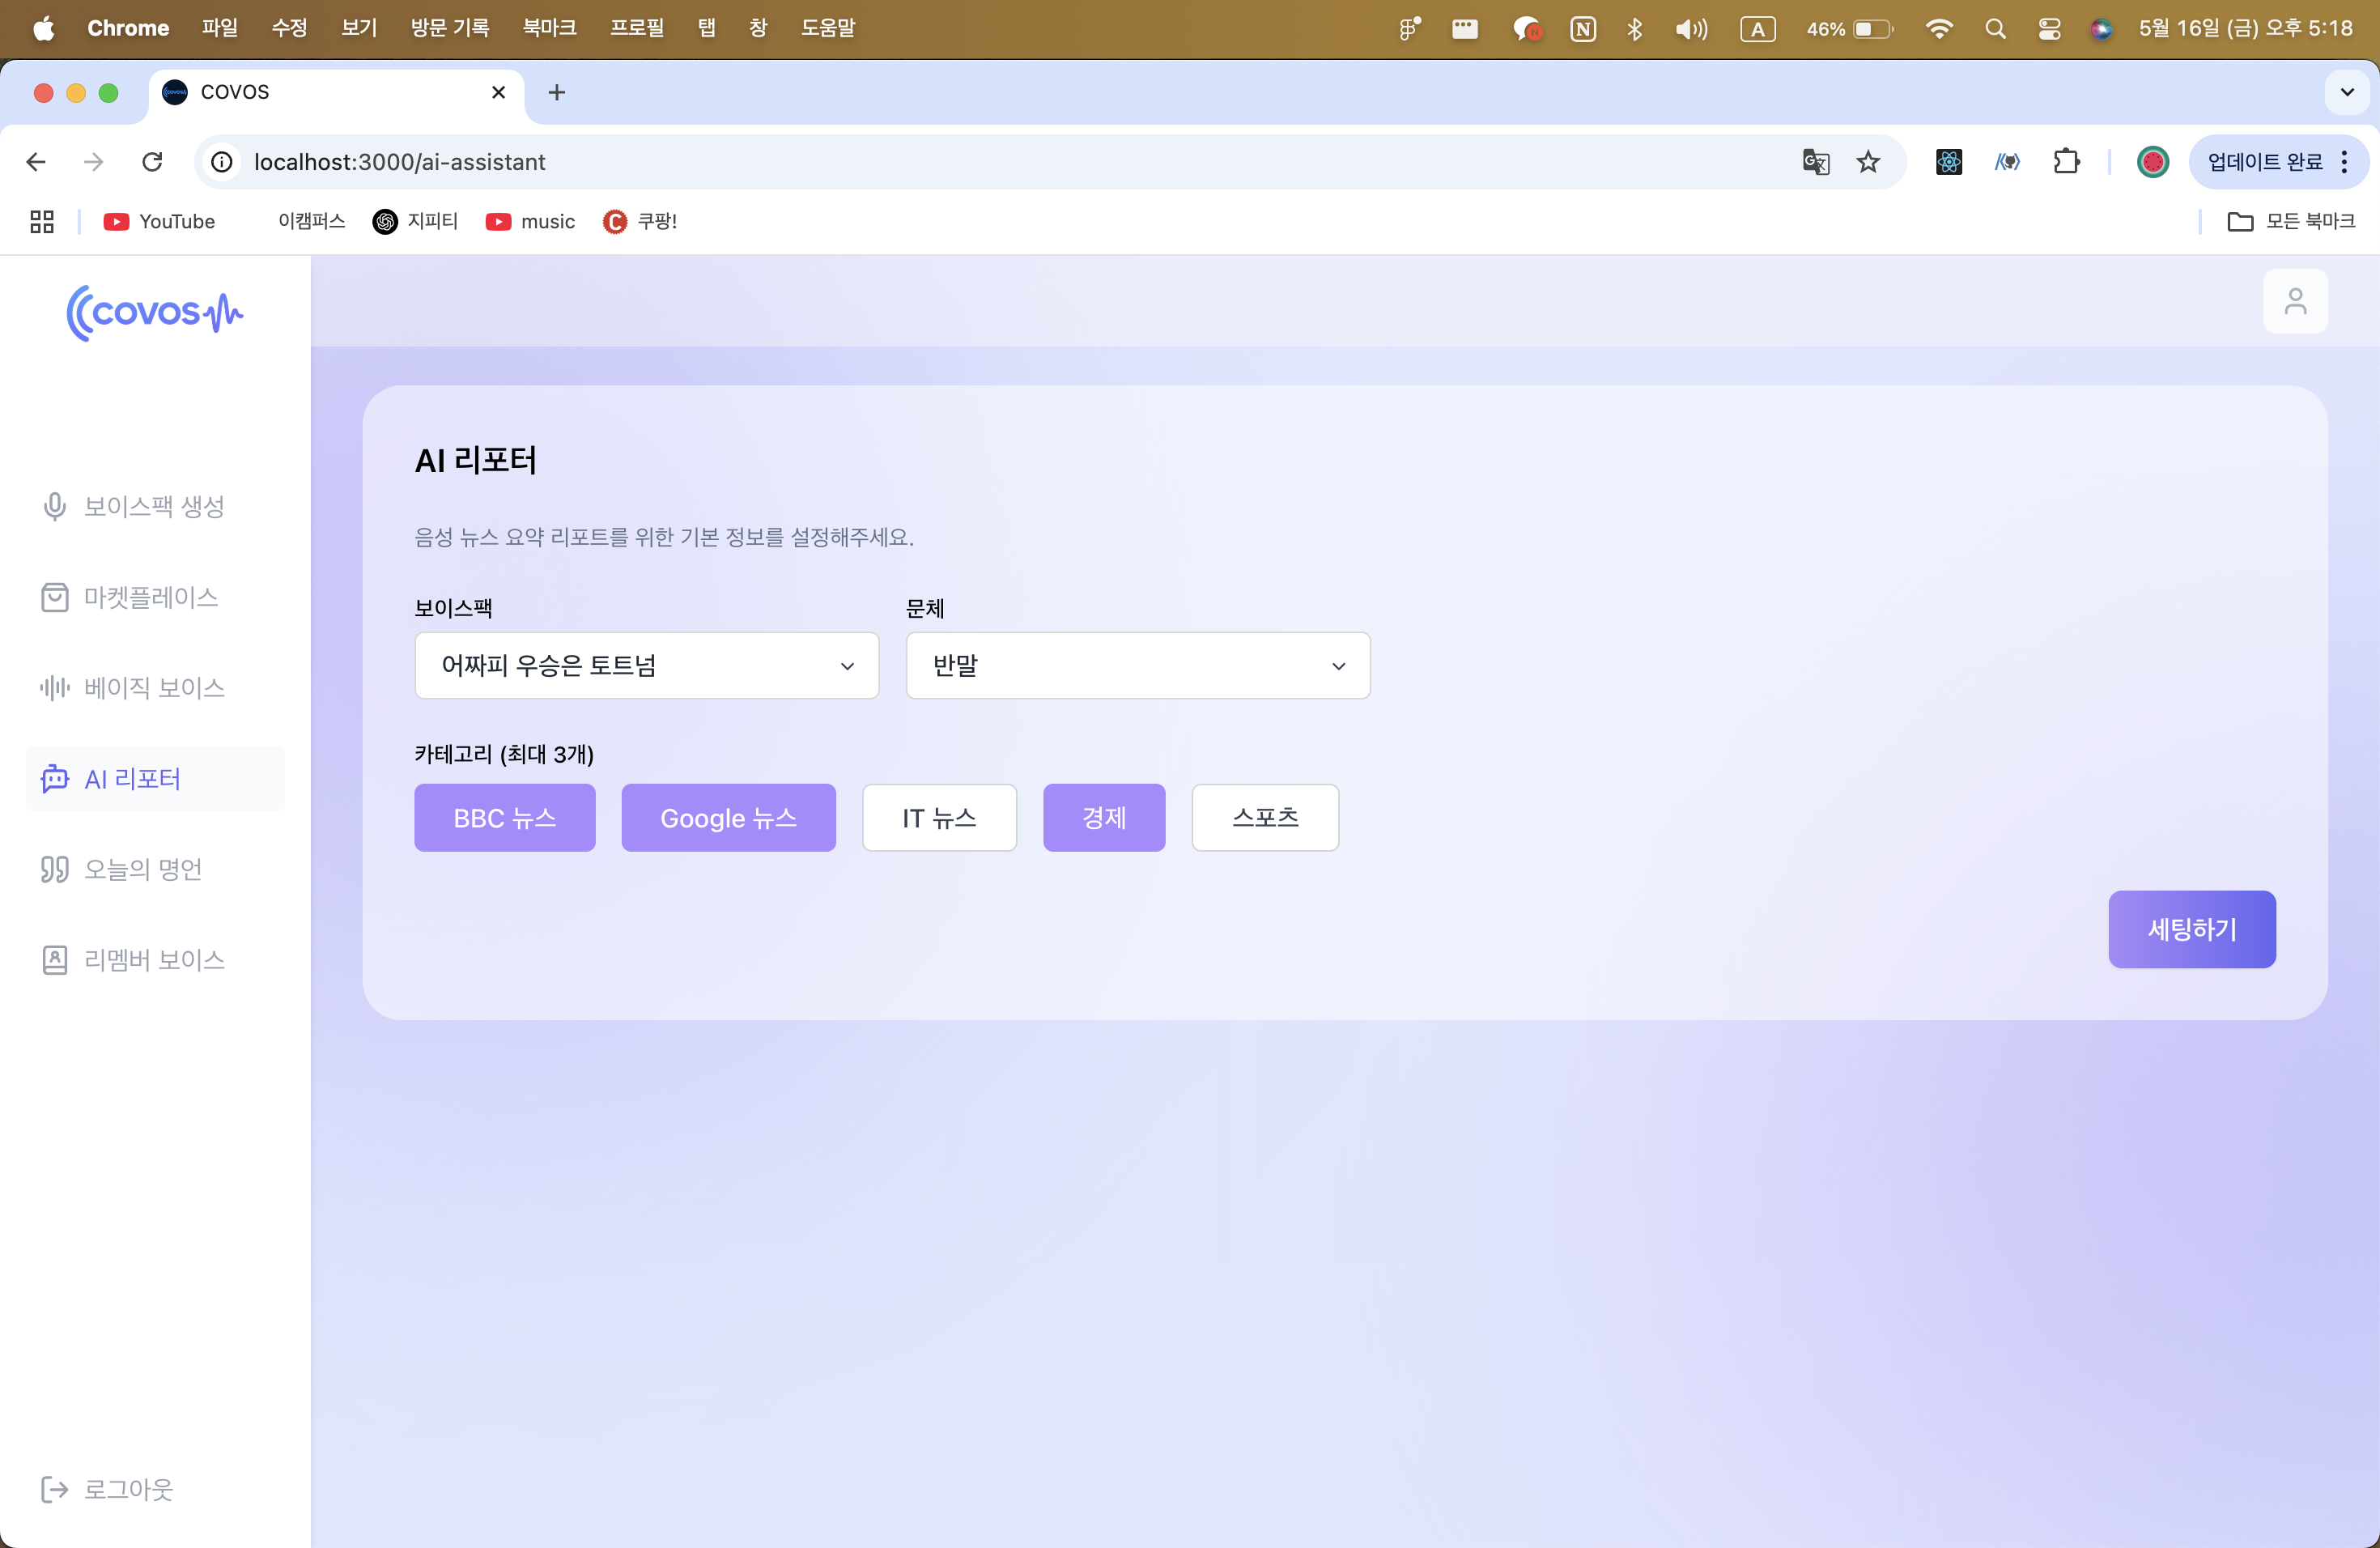 Chrome 파일 수정 보기 방문 기록 북마크 프로필 탭 창 도움말 A 46% 5월 16일 (금) 오후 5:18
COVOS
localhost:3000/ai-assistant 업데이트 완료
YouTube 이캠퍼스 지피티 music 쿠팡! 모든 북마크
covos
보이스팩 생성
마켓플레이스
베이직 보이스
AI 리포터
오늘의 명언
리멤버 보이스
로그아웃
AI 리포터
음성 뉴스 요약 리포트를 위한 기본 정보를 설정해주세요.
보이스팩 문체
어짜피 우승은 토트넘 반말
카테고리 (최대 3개)
BBC 뉴스 Google 뉴스 IT 뉴스 경제 스포츠
세팅하기